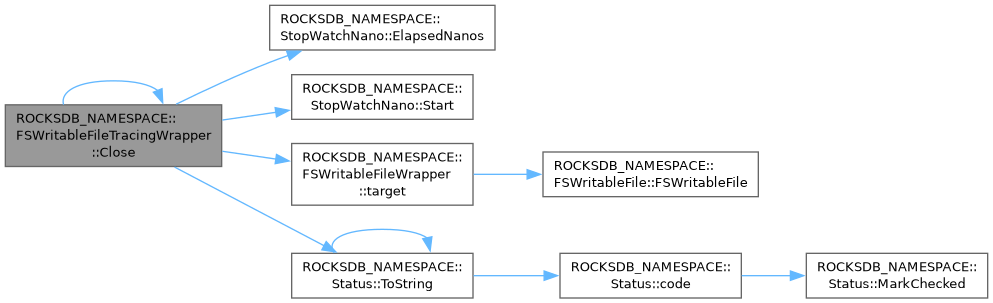 ROCKSDB_NAMESPACE::
StopWatchNano::ElapsedNanos
ROCKSDB_NAMESPACE::
StopWatchNano::Start
ROCKSDB_NAMESPACE::
FSWritableFileTracingWrapper
::Close
ROCKSDB_NAMESPACE::
FSWritableFileWrapper
::target
ROCKSDB_NAMESPACE::
FSWritableFile::FSWritableFile
ROCKSDB_NAMESPACE::
Status::ToString
ROCKSDB_NAMESPACE::
Status::code
ROCKSDB_NAMESPACE::
Status::MarkChecked